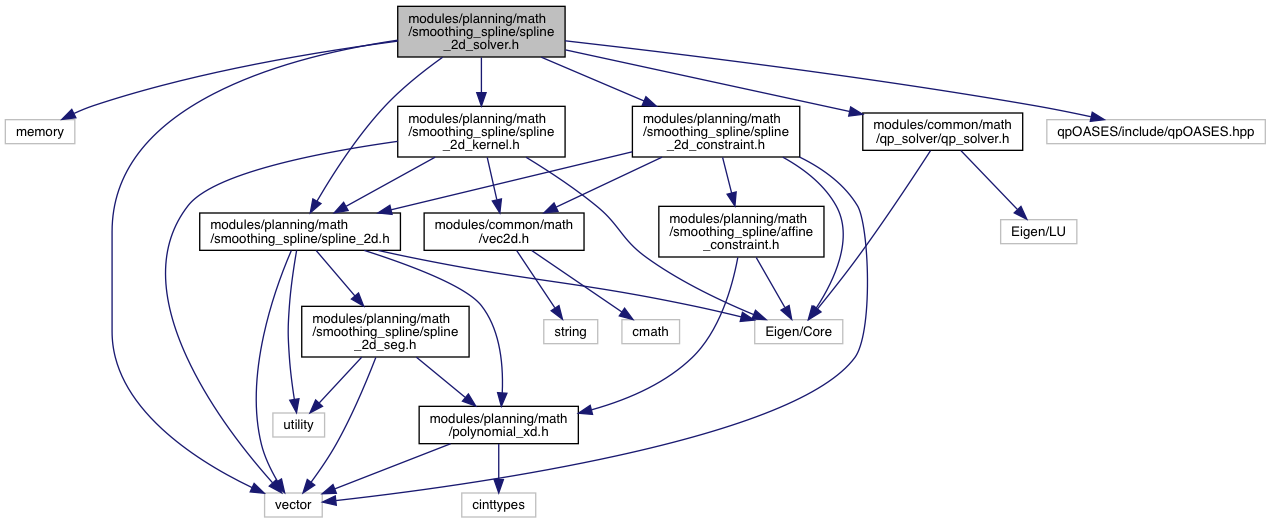 modules/planning/math
/smoothing_spline/spline
_2d_solver.h
memory
modules/planning/math
/smoothing_spline/spline
_2d_kernel.h
modules/planning/math
/smoothing_spline/spline
_2d_constraint.h
modules/common/math
/qp_solver/qp_solver.h
qpOASES/include/qpOASES.hpp
modules/planning/math
/smoothing_spline/spline_2d.h
modules/common/math
/vec2d.h
modules/planning/math
/smoothing_spline/affine
_constraint.h
Eigen/LU
modules/planning/math
/smoothing_spline/spline
_2d_seg.h
string
cmath
Eigen/Core
utility
modules/planning/math
/polynomial_xd.h
vector
cinttypes